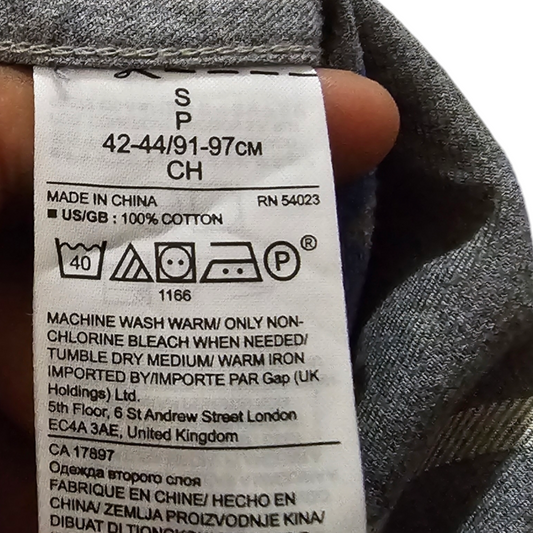 S
P
42-44/91-97CM
CH
MADE IN CHINA RN 54023
■ US/GB : 100% COTTON
40 P ®
1166
MACHINE WASH WARM/ ONLY NON-
CHLORINE BLEACH WHEN NEEDED/
TUMBLE DRY MEDIUM/ WARM IRON
IMPORTED BY/IMPORTE PAR Gap (UK
Holdings) Ltd.
5th Floor, 6 St Andrew Street London
EC4A 3AE, United Kingdom
CA 17897
Одежда второго слоя
FABRIQUE EN CHINE/ HECHO EN
CHINA/ ZEMLJA PROIZVODNJE KINA/
DIBUAT DI